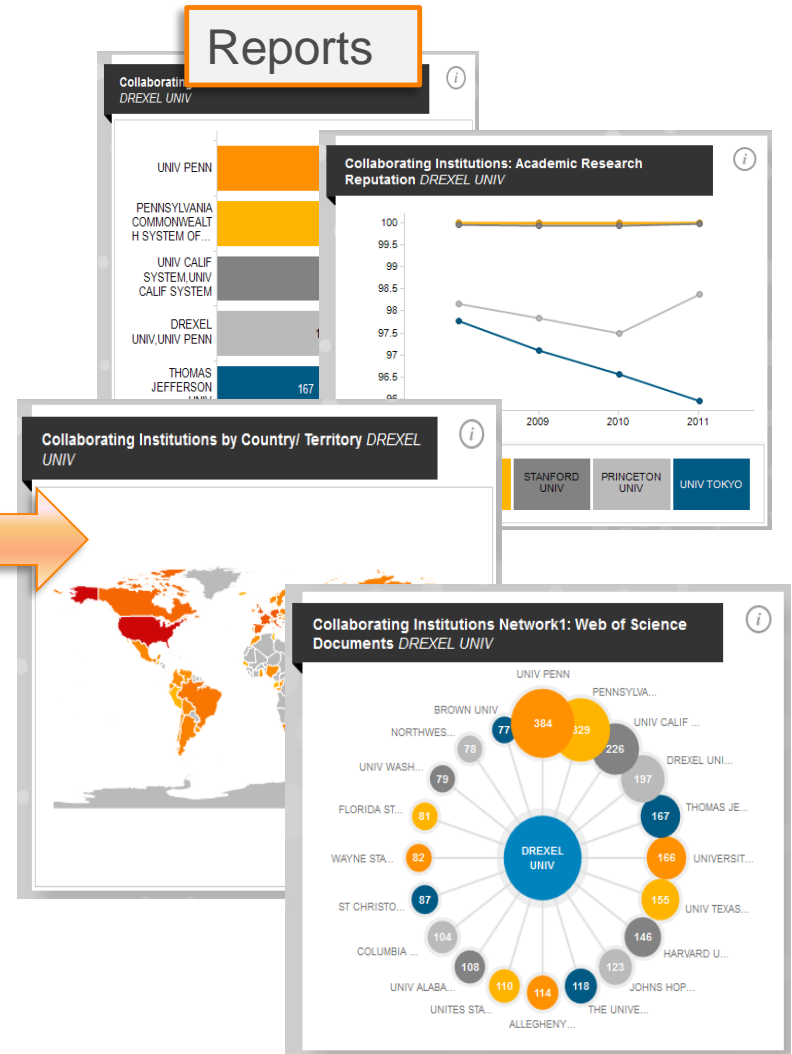 Reports
Collaborating
DREXEL UNIV
i
UNIV PENN
PENNSYLVANIA
COMMONWEALT
H SYSTEM OF...
UNIV CALIF
SYSTEM,UNIV
CALIF SYSTEM
DREXEL
UNIV,UNIV PENN
1
THOMAS
JEFFERSON
167
Collaborating Institutions: Academic Research
Reputation DREXEL UNIV
i
100
99.5
99
98.5
98
97.5
97
96.5
96
2009 2010 2011
STANFORD
UNIV
PRINCETON
UNIV
UNIV TOKYO
Collaborating Institutions by Country/ Territory DREXEL
UNIV
i
Collaborating Institutions Network1: Web of Science
Documents DREXEL UNIV
i
UNIV PENN
384
PENNSYLVA...
329
UNIV CALIF ...
226
DREXEL UNI...
197
THOMAS JE...
167
UNIVERSIT...
166
UNIV TEXAS...
155
HARVARD U...
146
JOHNS HOP...
123
THE UNIVE...
118
ALLEGHENY...
114
UNITES STA...
110
UNIV ALABA...
108
COLUMBIA ...
104
ST CHRISTO...
87
WAYNE STA...
82
FLORIDA ST...
81
UNIV WASH...
79
NORTHWES...
78
BROWN UNIV
77
DREXEL
UNIV